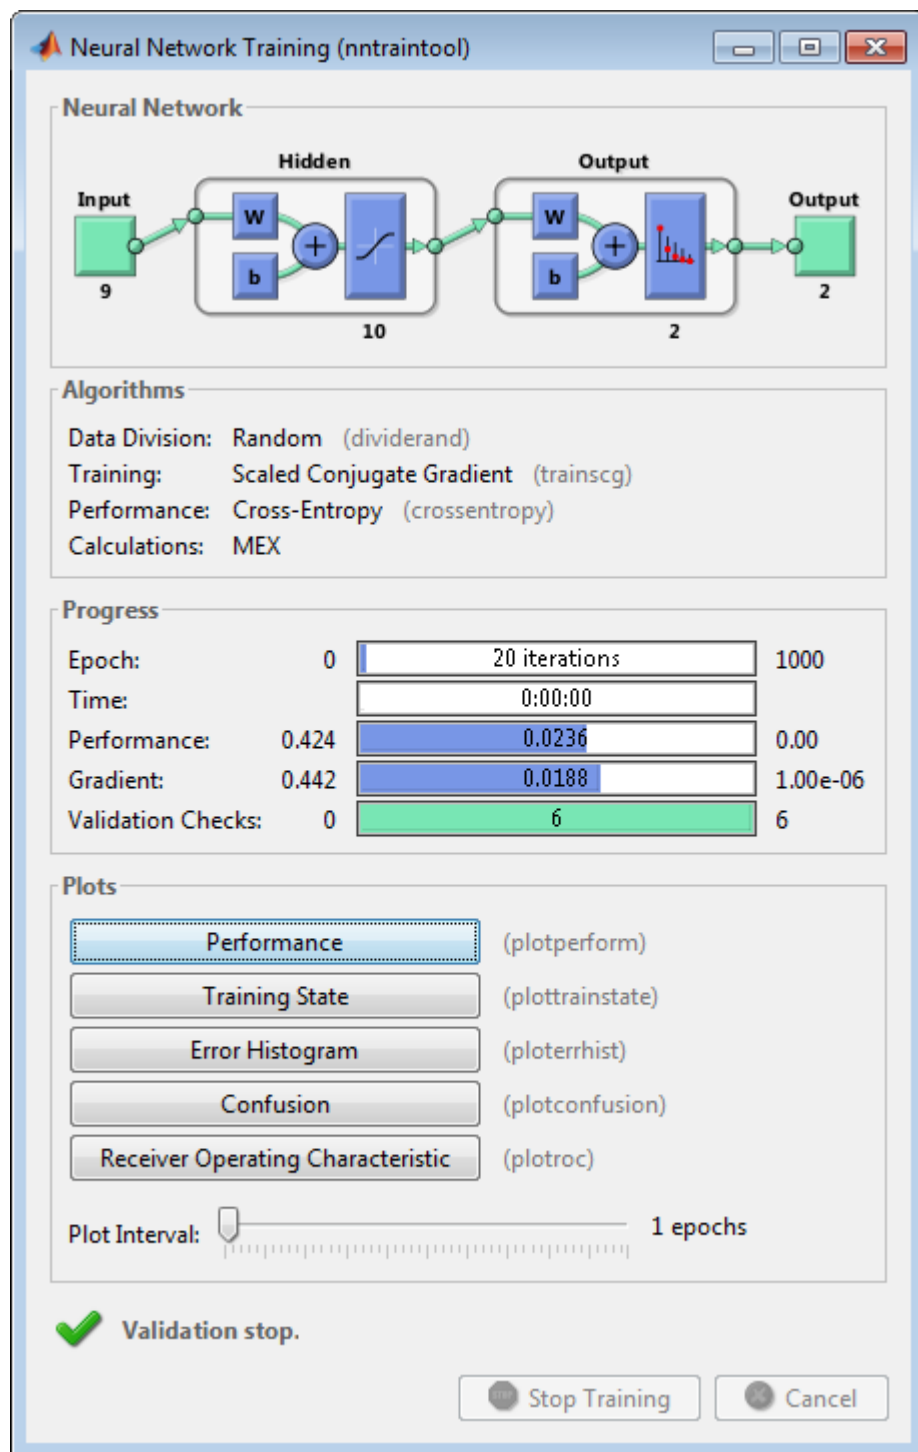 Neural Network Training (nntraintool)
Neural Network
Hidden Output
Input Output
W W
b b
9 10 2 2
Algorithms
Data Division: Random (dividerand)
Training: Scaled Conjugate Gradient (trainscg)
Performance: Cross-Entropy (crossentropy)
Calculations: MEX
Progress
Epoch: 0 20 iterations 1000
Time: 0:00:00
Performance: 0.424 0.0236 0.00
Gradient: 0.442 0.0188 1.00e-06
Validation Checks: 0 6 6
Plots
Performance (plotperform)
Training State (plottrainstate)
Error Histogram (ploterrhist)
Confusion (plotconfusion)
Receiver Operating Characteristic (plotroc)
Plot Interval: 1 epochs
Validation stop.
Stop Training Cancel